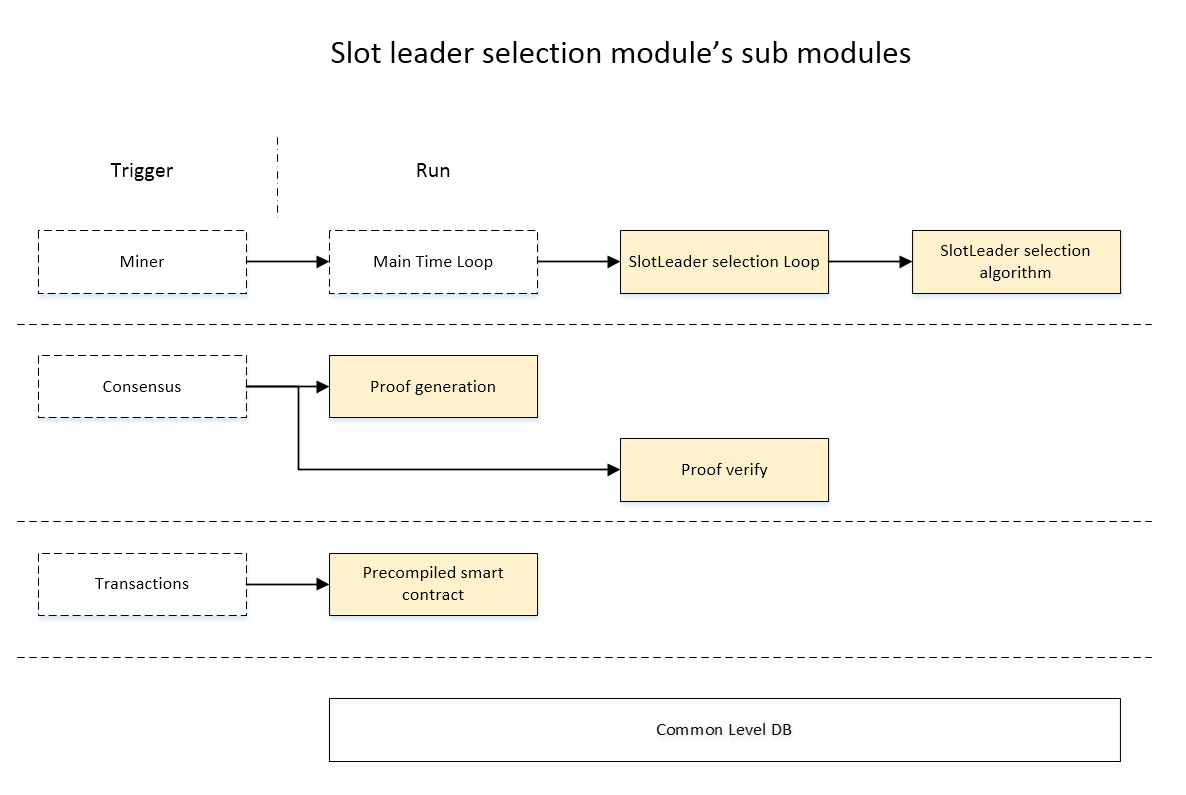 Slot leader selection module’s sub modules
Trigger
Run
Miner
Main Time Loop
SlotLeader selection Loop
SlotLeader selection
algorithm
Consensus
Proof generation
Proof verify
Transactions
Precompiled smart
contract
Common Level DB